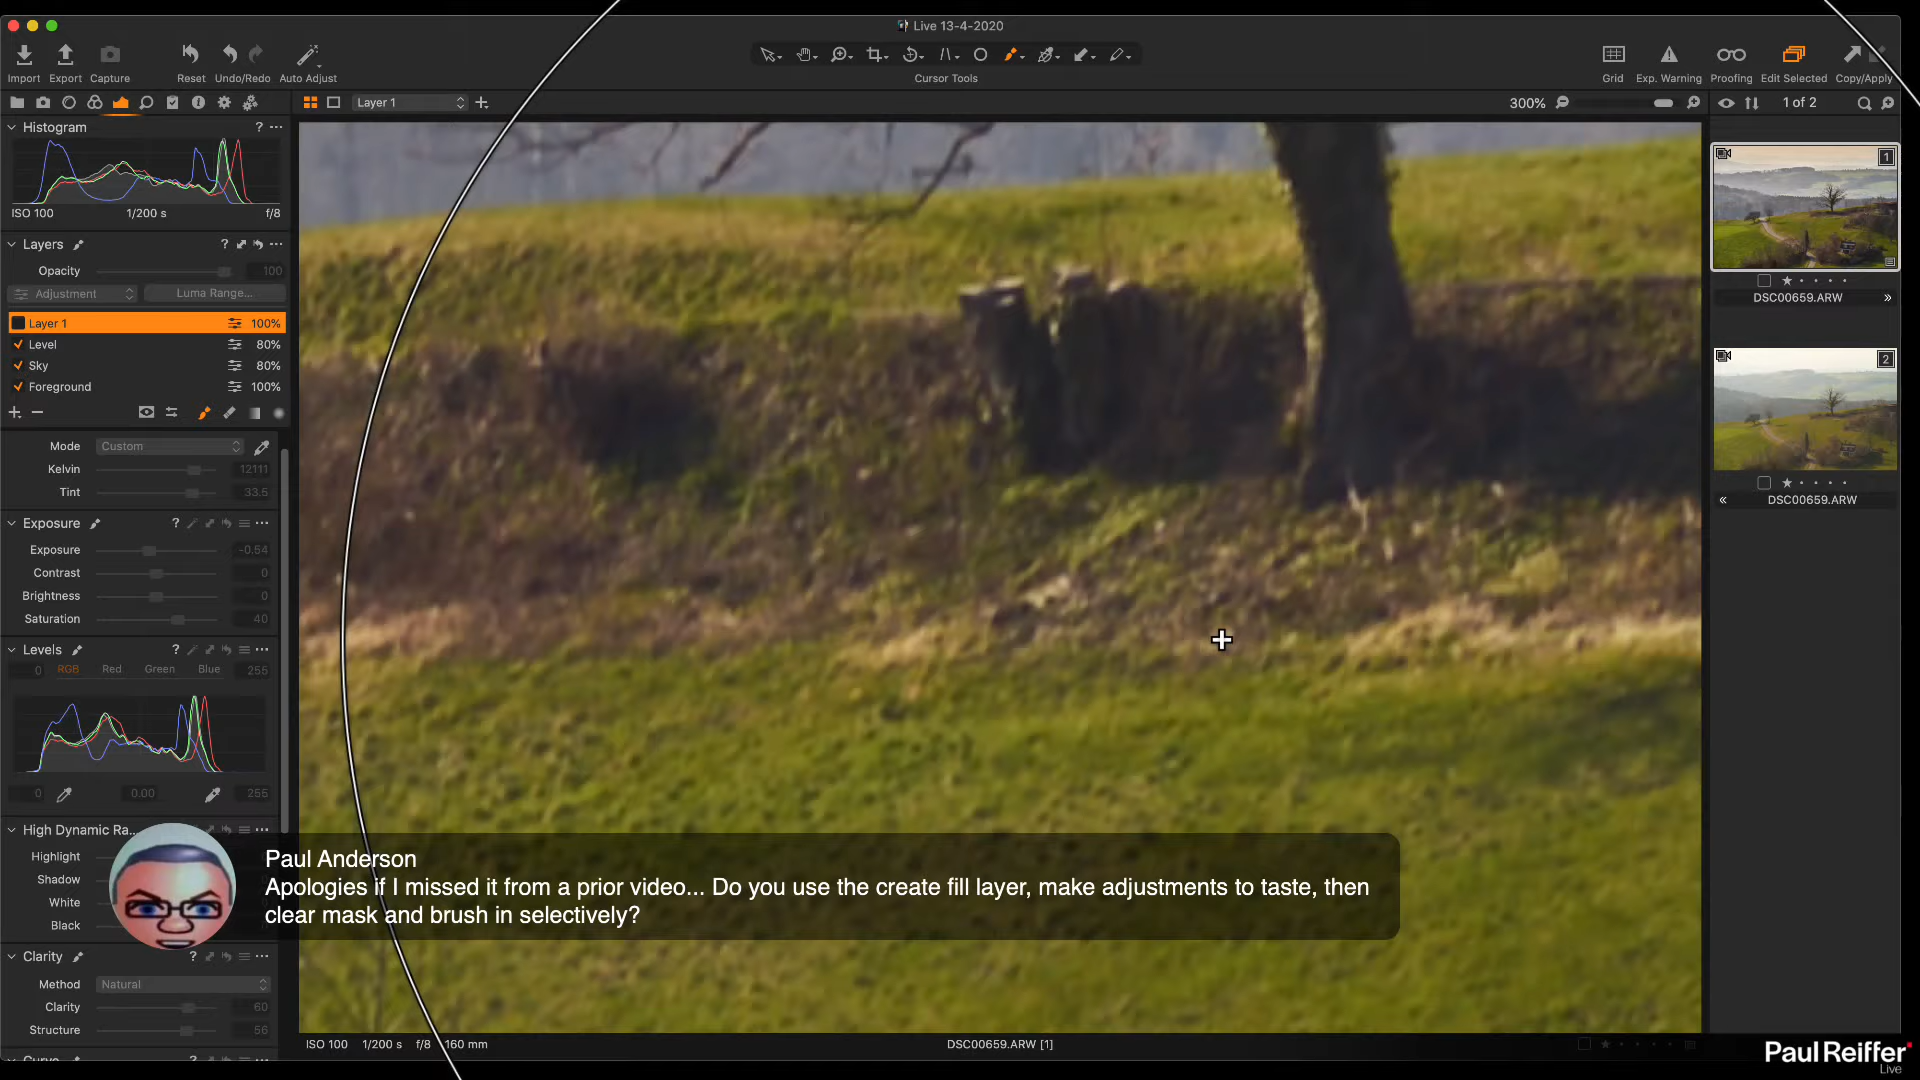 Live 13-4-2020
Import Export Capture Reset Undo/Redo Auto Adjust Cursor Tools Grid Exp. Warning Proofing Edit Selected Copy/Apply
Layer 1 300% 1 of 2
Histogram ?
ISO 100 1/200 s f/8
Layers ?
Opacity 100
Adjustment Luma Range...
Layer 1 100%
Level 80%
Sky 80%
Foreground 100%
Mode Custom
Kelvin 12111
Tint 33.5
Exposure ?
Exposure -0.64
Contrast 0
Brightness 0
Saturation 40
Levels ?
0 RGB Red Green Blue 255
0 0.00 255
High Dynamic Ra...
Highlight
Shadow
White
Black
Clarity ?
Method Natural
Clarity 60
Structure 56
1
DSC00659.ARW
2
DSC00659.ARW
Paul Anderson
Apologies if I missed it from a prior video... Do you use the create fill layer, make adjustments to taste, then
clear mask and brush in selectively?
ISO 100 1/200 s f/8 160 mm DSC00659.ARW [1]
Paul Reiffer
Live